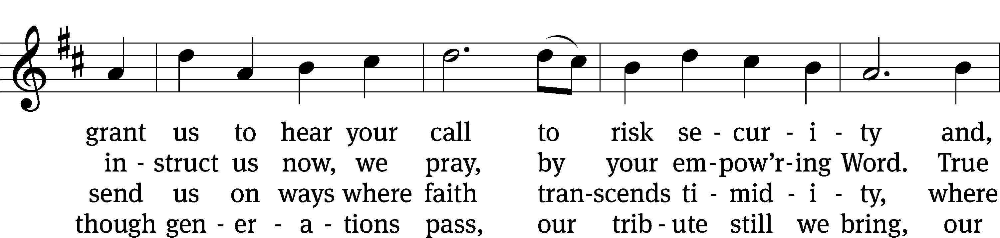 grant us to hear your call to risk se - cur - i - ty and,
in - struct us now, we pray, by your em - pow’r - ing Word. True
send us on ways where faith tran - scends ti - mid - i - ty, where
though gen - er - a - tions pass, our trib - ute still we bring, our